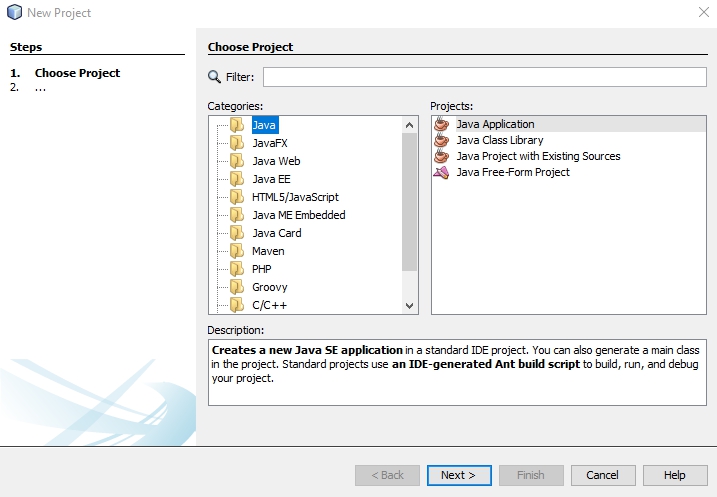 New Project
Steps
1. Choose Project
2. ...
Choose Project
Filter:
Categories:
Java
JavaFX
Java Web
Java EE
HTML5/JavaScript
Java ME Embedded
Java Card
Maven
PHP
Groovy
C/C++
Projects:
Java Application
Java Class Library
Java Project with Existing Sources
Java Free-Form Project
Description:
Creates a new Java SE application in a standard IDE project. You can also generate a main class
in the project. Standard projects use an IDE-generated Ant build script to build, run, and debug
your project.
< Back
Next >
Finish
Cancel
Help